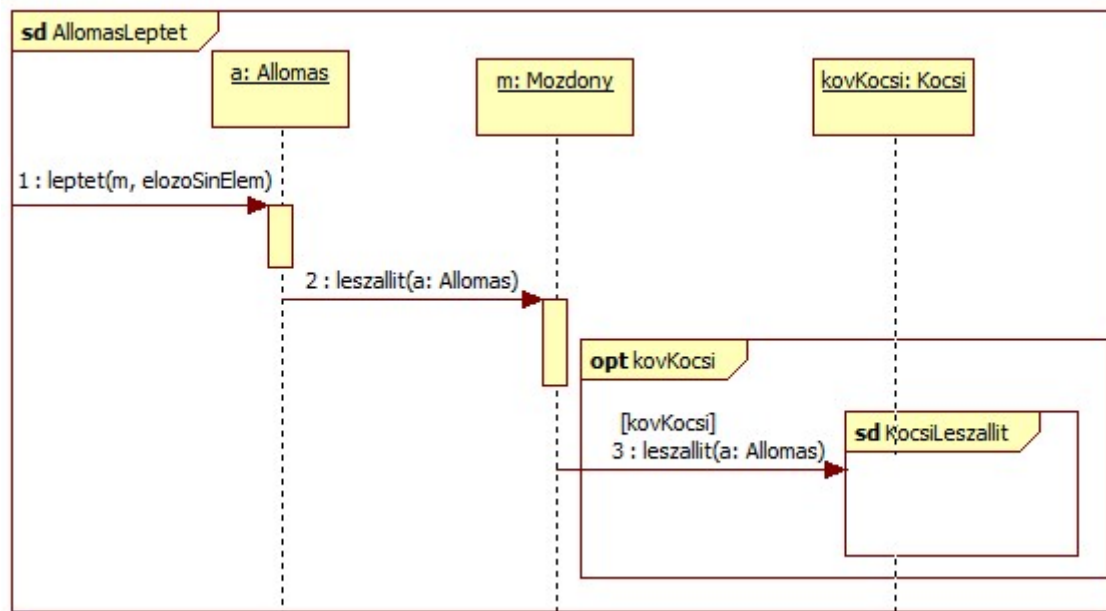 sd AllomasLeptet
a: Allomas
m: Mozdony
kovKocsi: Kocsi
1 : leptet(m, elozoSinElem)
2 : leszallit(a: Allomas)
opt kovKocsi
[kovKocsi]
3 : leszallit(a: Allomas)
sd KocsiLeszallit